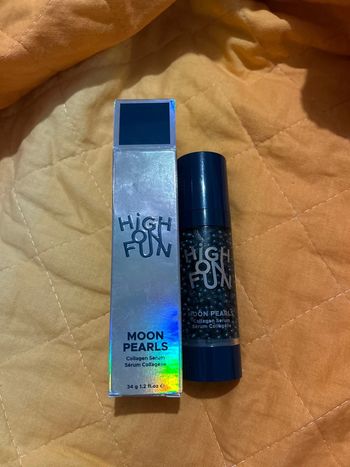 HiGH
ON
FUN
MOON
PEARLS
Collagen Serum
Sérum Collagène
34 g 1.2 fl.oz
HiGH
ON
FUN
MOON PEARLS
Collagen Serum
Sérum Collagène